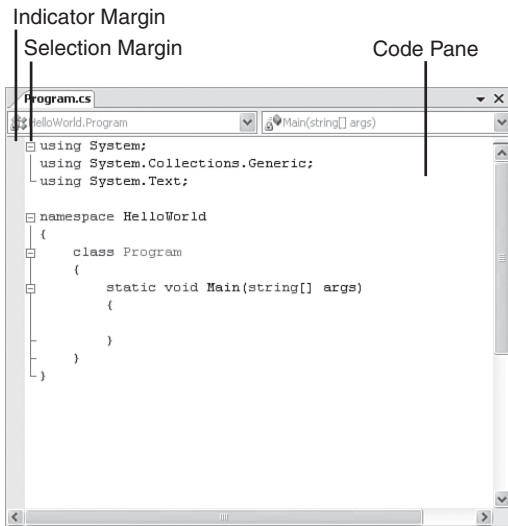 Indicator Margin
Selection Margin
Code Pane
Program.cs
HelloWorld.Program
Main(string[] args)
using System;
using System.Collections.Generic;
using System.Text;
namespace HelloWorld
{
class Program
{
static void Main(string[] args)
{
}
}
}